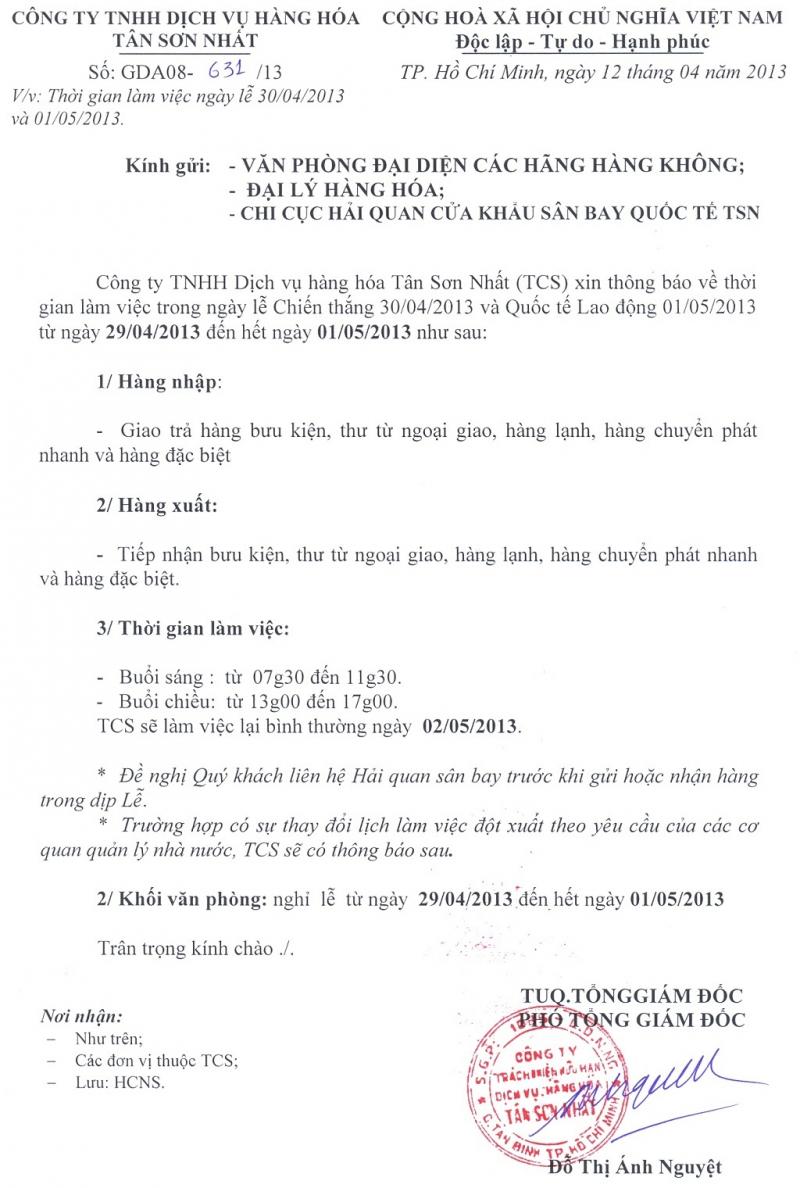 CÔNG TY TNHH DỊCH VỤ HÀNG HÓA
TÂN SƠN NHẤT
CỘNG HOÀ XÃ HỘI CHỦ NGHĨA VIỆT NAM
Độc lập - Tự do - Hạnh phúc
Số: GDA08- 631 /13
TP. Hồ Chí Minh, ngày 12 tháng 04 năm 2013
V/v: Thời gian làm việc ngày lễ 30/04/2013
và 01/05/2013.
Kính gửi: - VĂN PHÒNG ĐẠI DIỆN CÁC HÃNG HÀNG KHÔNG;
- ĐẠI LÝ HÀNG HÓA;
- CHI CỤC HẢI QUAN CỬA KHẨU SÂN BAY QUỐC TẾ TSN
Công ty TNHH Dịch vụ hàng hóa Tân Sơn Nhất (TCS) xin thông báo về thời
gian làm việc trong ngày lễ Chiến thắng 30/04/2013 và Quốc tế Lao động 01/05/2013
từ ngày 29/04/2013 đến hết ngày 01/05/2013 như sau:
1/ Hàng nhập:
- Giao trả hàng bưu kiện, thư từ ngoại giao, hàng lạnh, hàng chuyển phát
nhanh và hàng đặc biệt
2/ Hàng xuất:
- Tiếp nhận bưu kiện, thư từ ngoại giao, hàng lạnh, hàng chuyển phát nhanh
và hàng đặc biệt.
3/ Thời gian làm việc:
- Buổi sáng : từ 07g30 đến 11g30.
- Buổi chiều: từ 13g00 đến 17g00.
TCS sẽ làm việc lại bình thường ngày 02/05/2013.
* Đề nghị Quý khách liên hệ Hải quan sân bay trước khi gửi hoặc nhận hàng
trong dịp Lễ.
* Trường hợp có sự thay đổi lịch làm việc đột xuất theo yêu cầu của các cơ
quan quản lý nhà nước, TCS sẽ có thông báo sau.
2/ Khối văn phòng: nghỉ lễ từ ngày 29/04/2013 đến hết ngày 01/05/2013
Trân trọng kính chào ./.
TUQ.TỔNGGIÁM ĐỐC
PHÓ TỔNG GIÁM ĐỐC
Nơi nhận:
– Như trên;
– Các đơn vị thuộc TCS;
– Lưu: HCNS.
CÔNG TY
TRÁCH NHIỆM HỮU HẠN
DỊCH VỤ HÀNG HÓA
TÂN SƠN NHẤT
Q. TÂN BÌNH TP. HỒ CHÍ MINH
Đỗ Thị Ánh Nguyệt